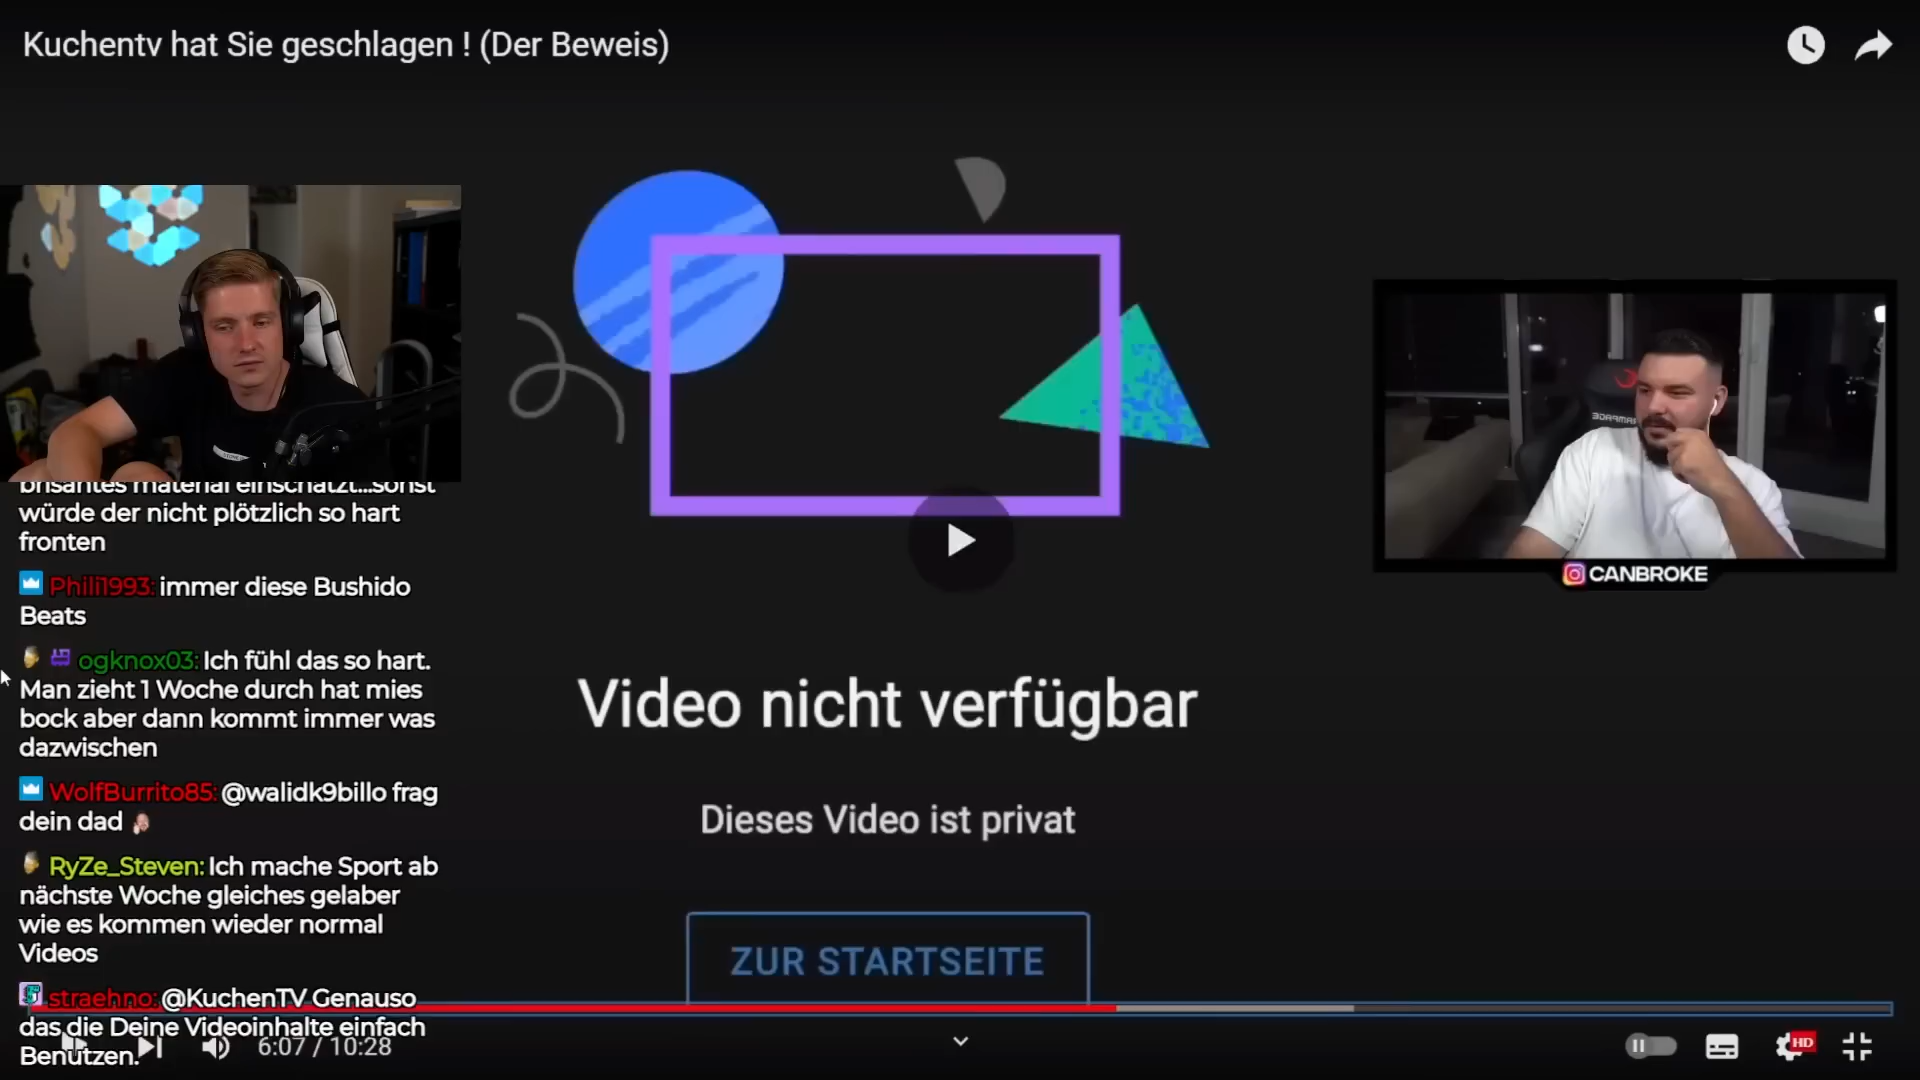 Kuchentv hat Sie geschlagen ! (Der Beweis)
brisantes material einschätzt...sonst
würde der nicht plötzlich so hart
fronten
Phili1993: immer diese Bushido
Beats
ogknox03: Ich fühl das so hart.
Man zieht 1 Woche durch hat mies
bock aber dann kommt immer was
dazwischen
WolfBurrito85: @walidk9billo frag
dein dad
RyZe_Steven: Ich mache Sport ab
nächste Woche gleiches gelaber
wie es kommen wieder normal
Videos
straehno: @KuchenTV Genauso
das die Deine Videoinhalte einfach
Benutzen.
CANBROKE
Video nicht verfügbar
Dieses Video ist privat
ZUR STARTSEITE
6:07 / 10:28
HD